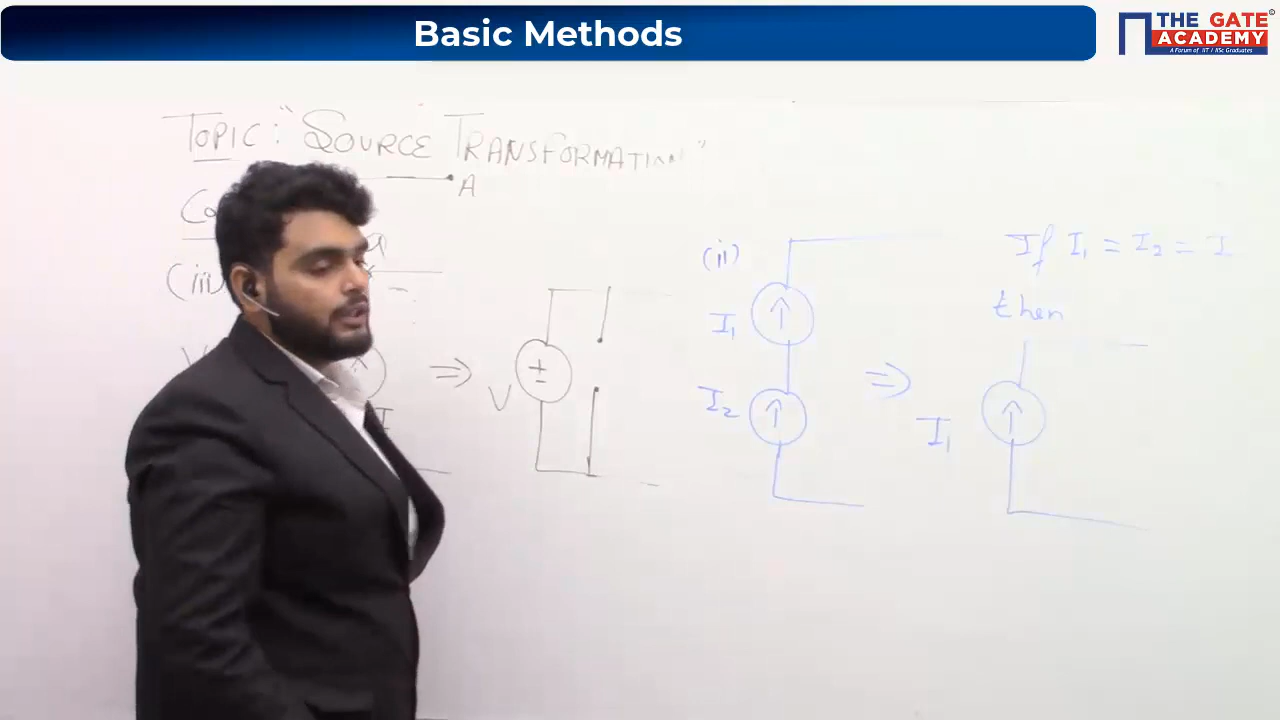 Basic Methods
THE GATE
ACADEMY
A Forum of IIT / IISc Graduates
TOPIC: "SOURCE TRANSFORMATION"
A
(iii
V
I
⇒
V
±
(ii)
I₁
I₂
⇒
If I₁ = I₂ = I
then
I₁